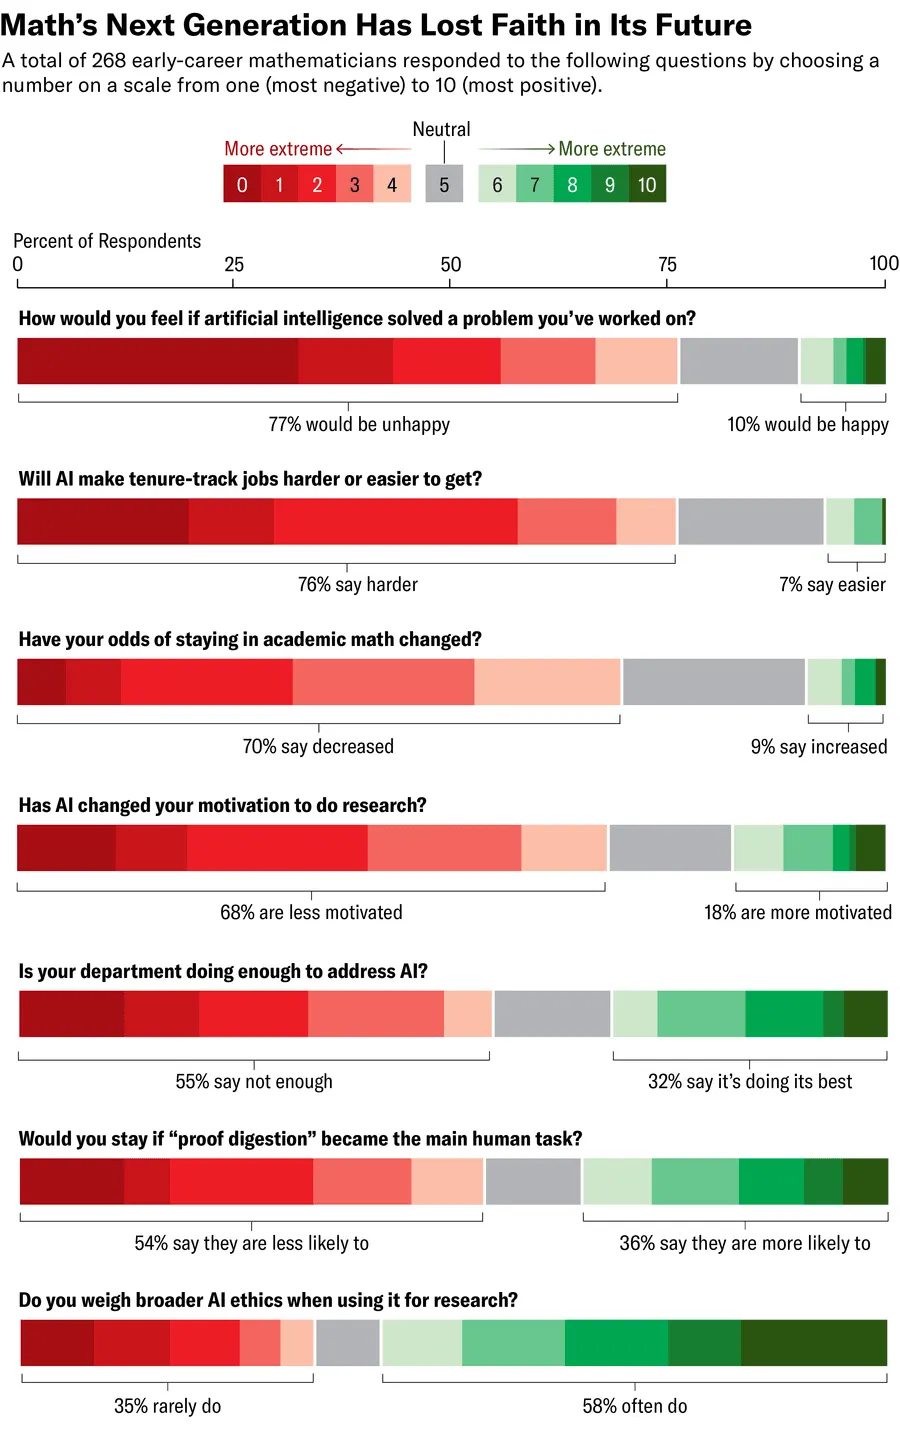 Math’s Next Generation Has Lost Faith in Its Future
A total of 268 early-career mathematicians responded to the following questions by choosing a
number on a scale from one (most negative) to 10 (most positive).
Neutral
More extreme
More extreme
0 1 2 3 4 5 6 7 8 9 10
Percent of Respondents
0 25 50 75 100
How would you feel if artificial intelligence solved a problem you’ve worked on?
77% would be unhappy 10% would be happy
Will AI make tenure-track jobs harder or easier to get?
76% say harder 7% say easier
Have your odds of staying in academic math changed?
70% say decreased 9% say increased
Has AI changed your motivation to do research?
68% are less motivated 18% are more motivated
Is your department doing enough to address AI?
55% say not enough 32% say it’s doing its best
Would you stay if “proof digestion” became the main human task?
54% say they are less likely to 36% say they are more likely to
Do you weigh broader AI ethics when using it for research?
35% rarely do 58% often do